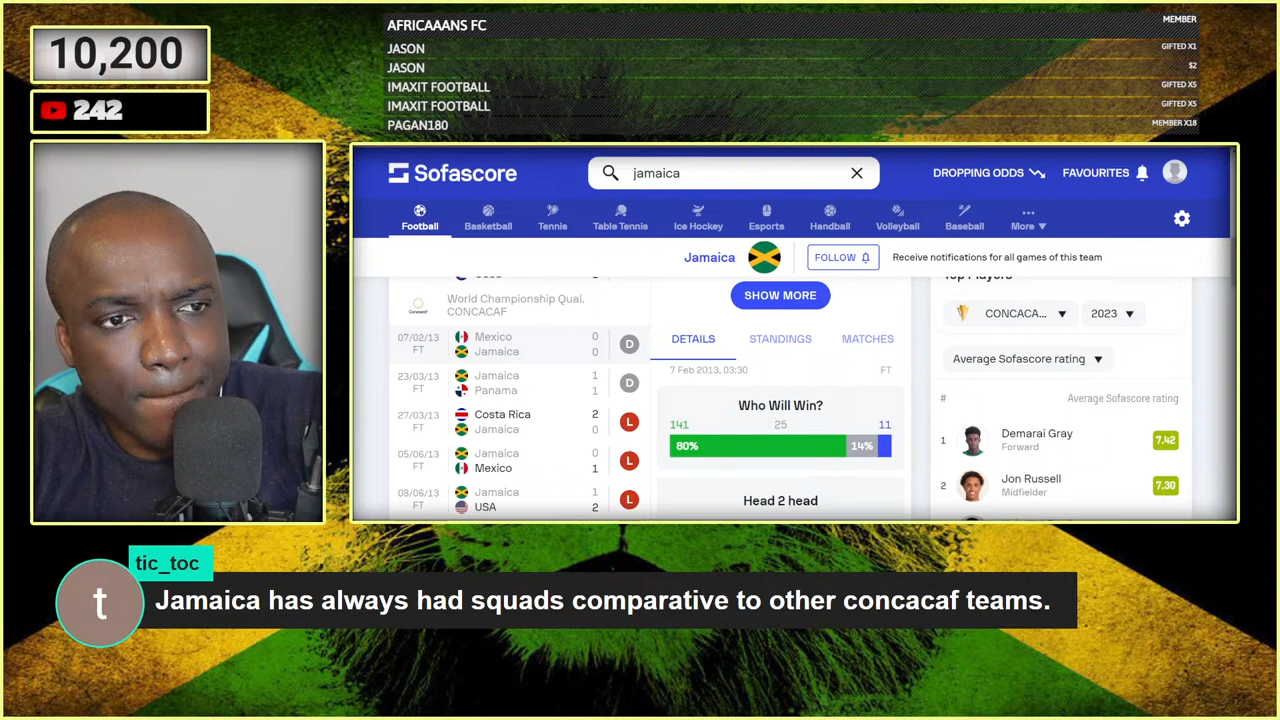 10,200
242
AFRICAAANS FC MEMBER
JASON GIFTED X1
JASON $2
IMAXIT FOOTBALL GIFTED X5
IMAXIT FOOTBALL GIFTED X5
PAGAN180 MEMBER X18
Sofascore
jamaica
DROPPING ODDS
FAVOURITES
Football
Basketball
Tennis
Table Tennis
Ice Hockey
Esports
Handball
Volleyball
Baseball
More
Jamaica
FOLLOW
Receive notifications for all games of this team
World Championship Qual.
CONCACAF
07/02/13 Mexico 0
FT Jamaica 0
D
23/03/13 Jamaica 1
FT Panama 1
D
27/03/13 Costa Rica 2
FT Jamaica 0
L
05/06/13 Jamaica 0
FT Mexico 1
L
08/06/13 Jamaica 1
FT USA 2
L
SHOW MORE
DETAILS STANDINGS MATCHES
7 Feb 2013, 03:30 FT
Who Will Win?
141 25 11
80% 14%
Head 2 head
Top Players
CONCACA... 2023
Average Sofascore rating
# Average Sofascore rating
1 Demarai Gray 7.42
Forward
2 Jon Russell 7.30
Midfielder
tic_toc
t
Jamaica has always had squads comparative to other concacaf teams.